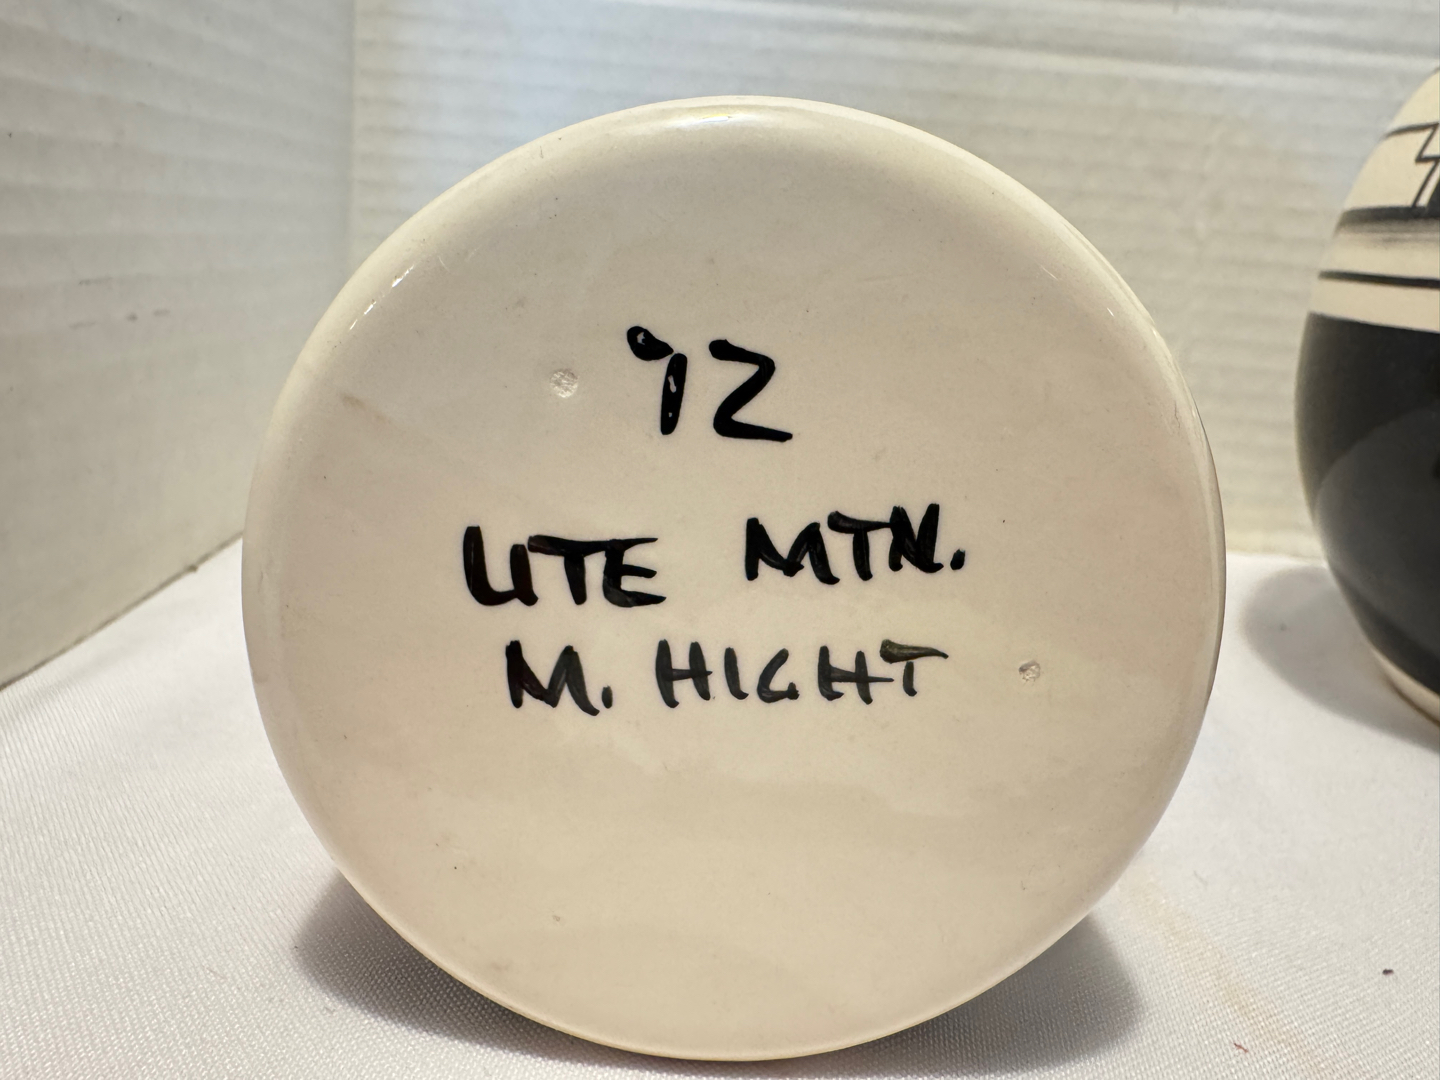 '92
UTE MTN.
M. HIGHT